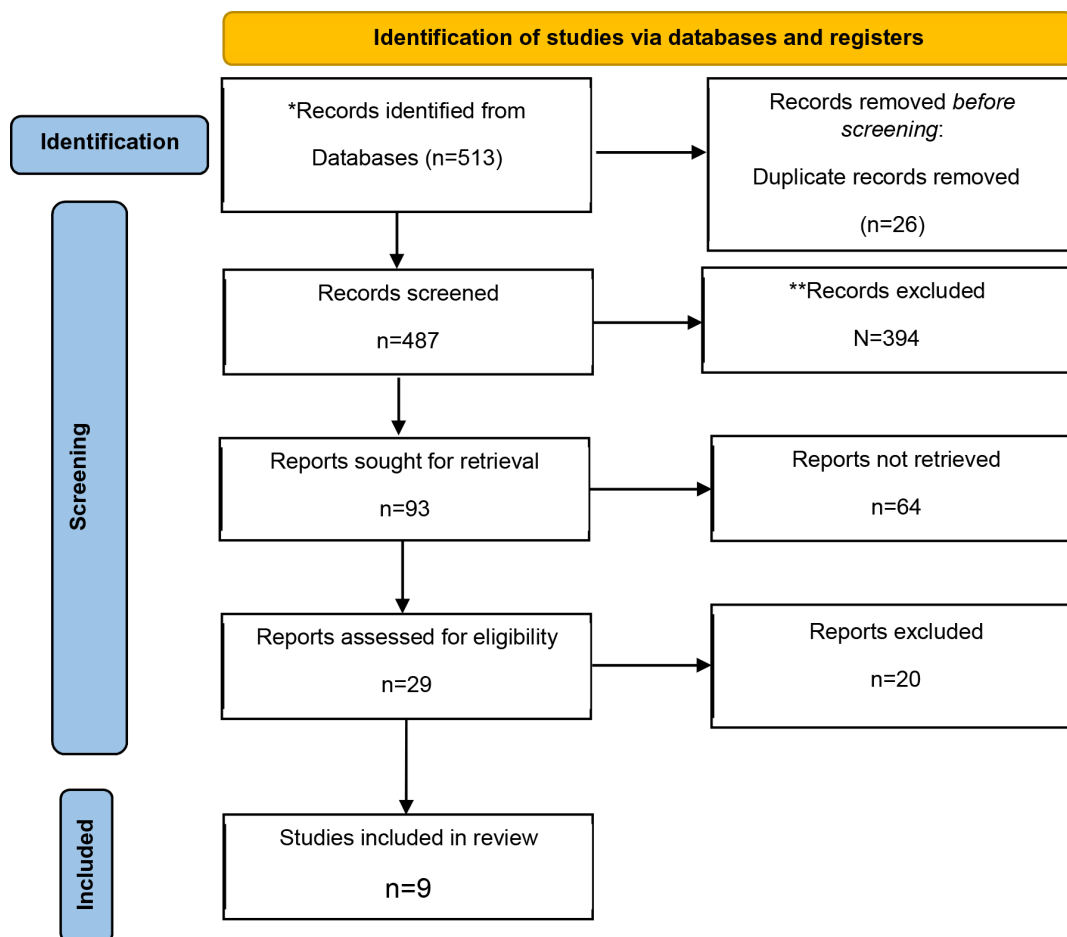 Identification of studies via databases and registers
Identification
*Records identified from
Databases (n=513)
Records removed before
screening:
Duplicate records removed
(n=26)
Screening
Records screened
n=487
**Records excluded
N=394
Reports sought for retrieval
n=93
Reports not retrieved
n=64
Reports assessed for eligibility
n=29
Reports excluded
n=20
Included
Studies included in review
n=9